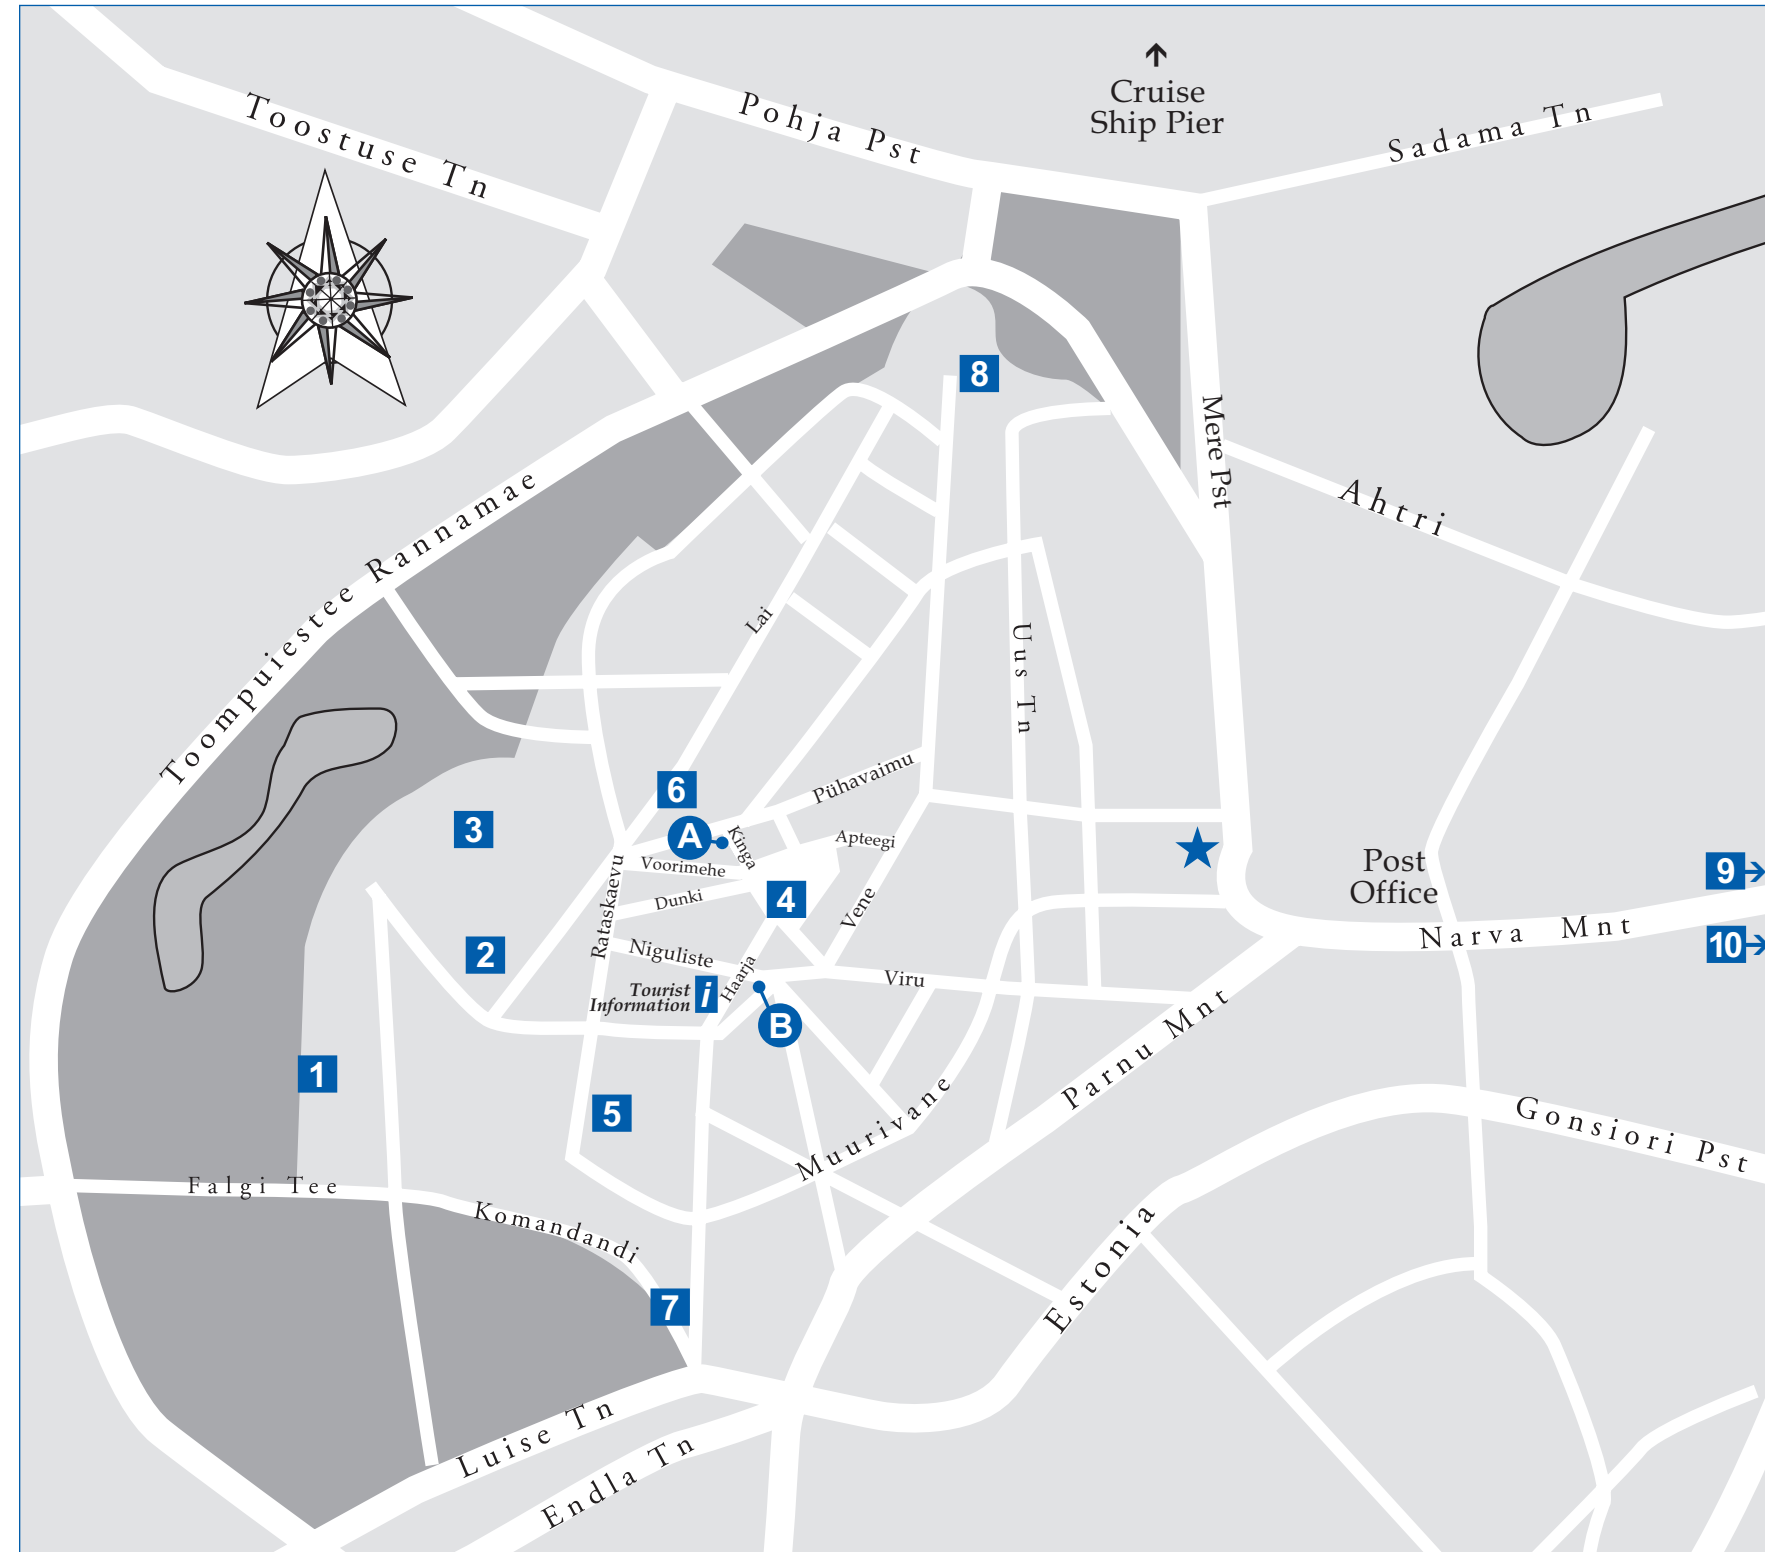 Cruise
Ship Pier
Toostuse Tn
Pohja Pst
Sadama Tn
8
Mere Pst
Ahtri
Toompuiestee Rannamae
Lai
Uus Tn
6
Pühavaimu
3
A
Kinga
Apteegi
Voorimehe
Post
Office
9
Rataskaevu
Dunki
4
Vene
2
Niguliste
10
Narva Mnt
Haarja
Viru
Tourist
Information
i
B
1
5
Muurivane
Parnu Mnt
Gonsiori Pst
Falgi Tee
Komandandi
Estonia
7
Luise Tn
Endla Tn